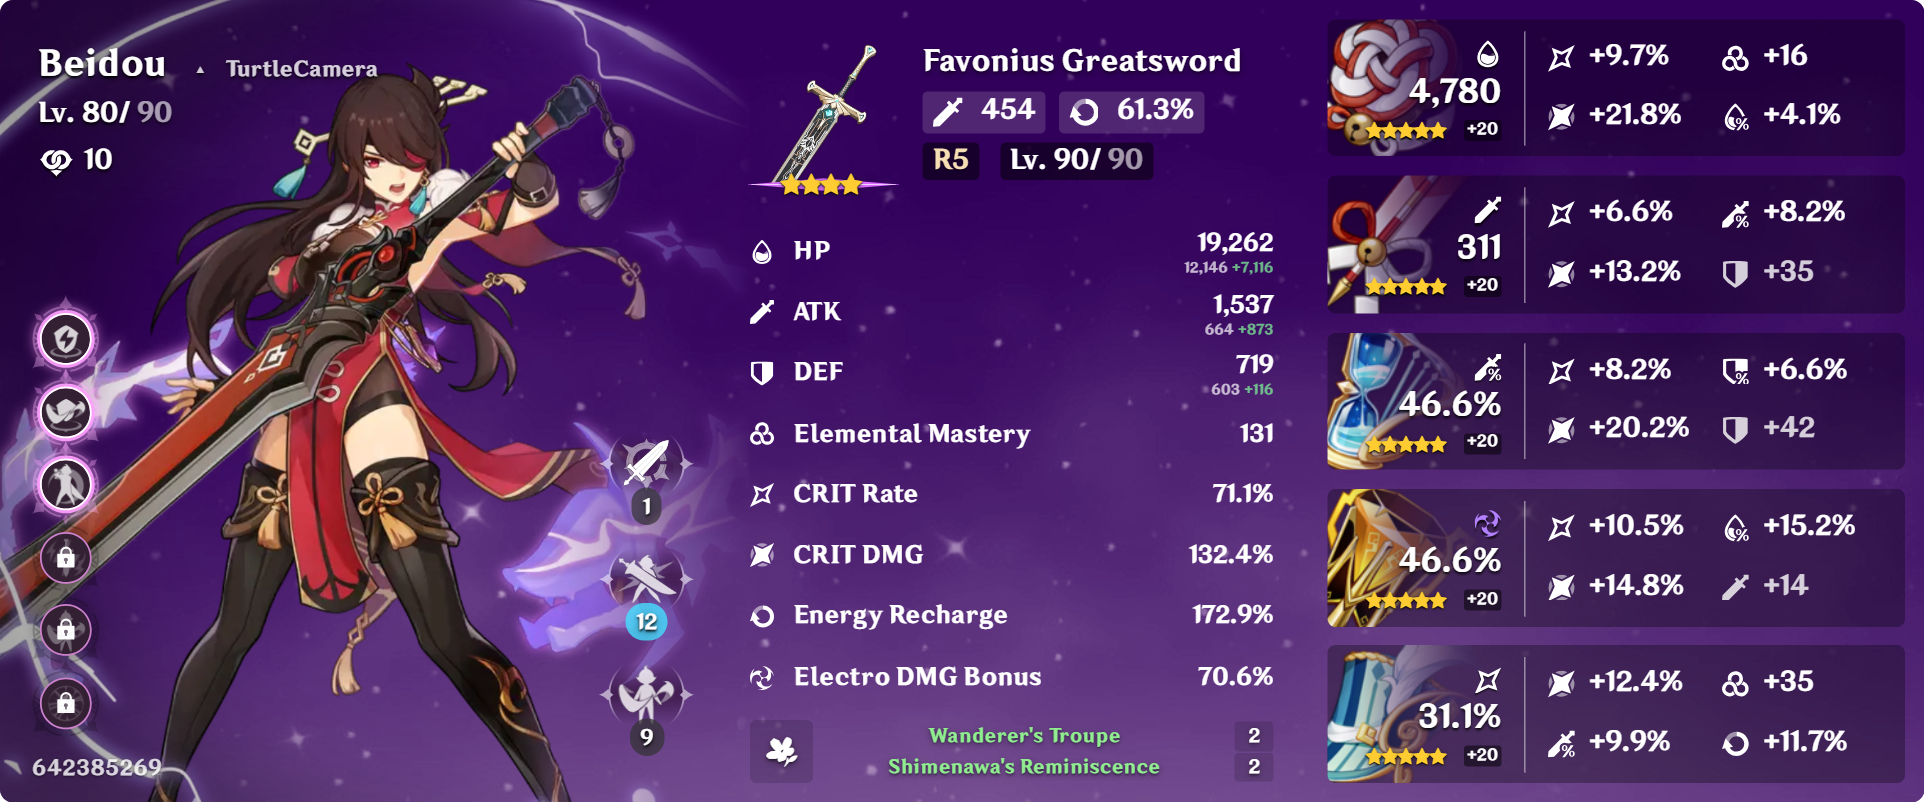 Beidou ▲ TurtleCamera
Lv. 80/ 90
10
1
12
9
642385269
Favonius Greatsword
454 61.3%
R5 Lv. 90/ 90
HP 19,262
12,146 +7,116
ATK 1,537
664 +873
DEF 719
603 +116
Elemental Mastery 131
CRIT Rate 71.1%
CRIT DMG 132.4%
Energy Recharge 172.9%
Electro DMG Bonus 70.6%
Wanderer's Troupe 2
Shimenawa's Reminiscence 2
4,780
+20
+9.7% +16
+21.8% +4.1%
311
+20
+6.6% +8.2%
+13.2% +35
46.6%
+20
+8.2% +6.6%
+20.2% +42
46.6%
+20
+10.5% +15.2%
+14.8% +14
31.1%
+20
+12.4% +35
+9.9% +11.7%